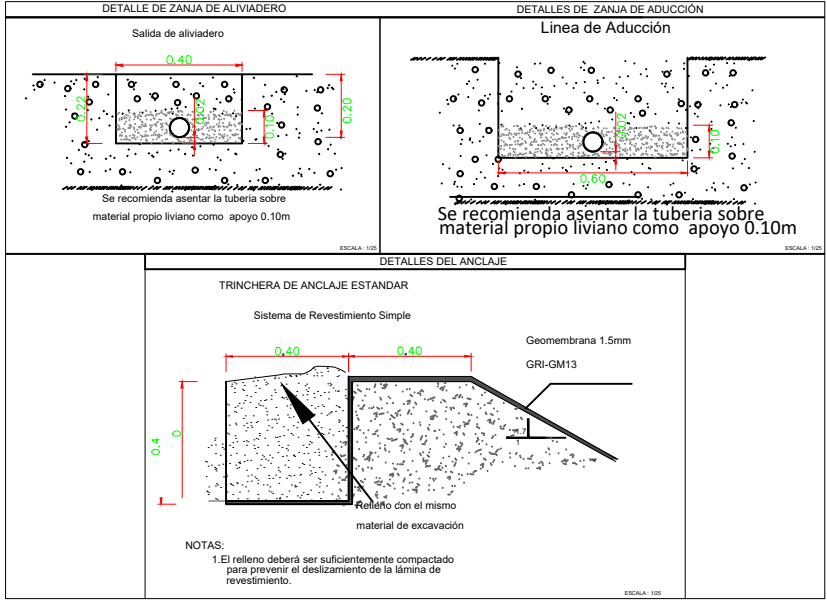 DETALLE DE ZANJA DE ALIVIADERO
Salida de aliviadero
0.40
0.22
0.02
0.10
0.20
Se recomienda asentar la tuberia sobre
material propio liviano como apoyo 0.10m
ESCALA : 1/25
DETALLES DE ZANJA DE ADUCCIÓN
Linea de Aducción
0.02
0.10
0.60
Se recomienda asentar la tuberia sobre
material propio liviano como apoyo 0.10m
ESCALA : 1/25
DETALLES DEL ANCLAJE
TRINCHERA DE ANCLAJE ESTANDAR
Sistema de Revestimiento Simple
0.40
0.40
Geomembrana 1.5mm
GRI-GM13
0.4
0
1
Relleno con el mismo
material de excavación
NOTAS:
1.El relleno deberá ser suficientemente compactado
para prevenir el deslizamiento de la lámina de
revestimiento.
ESCALA : 1/25